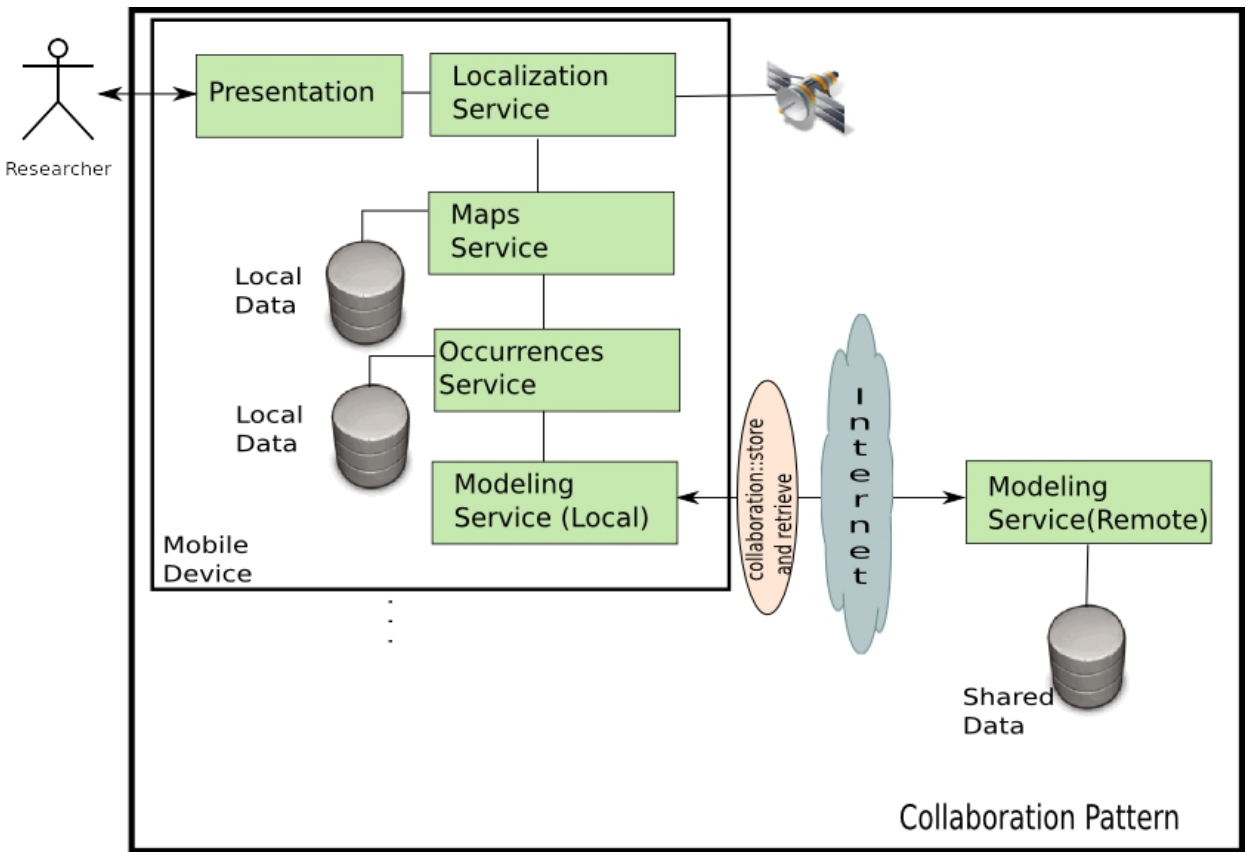 Presentation
Localization
Service
Researcher
Maps
Service
Local
Data
Occurrences
Service
Local
Data
Modeling
Service (Local)
Mobile
Device
collaboration::store
and retrieve
Internet
Modeling
Service(Remote)
Shared
Data
Collaboration Pattern